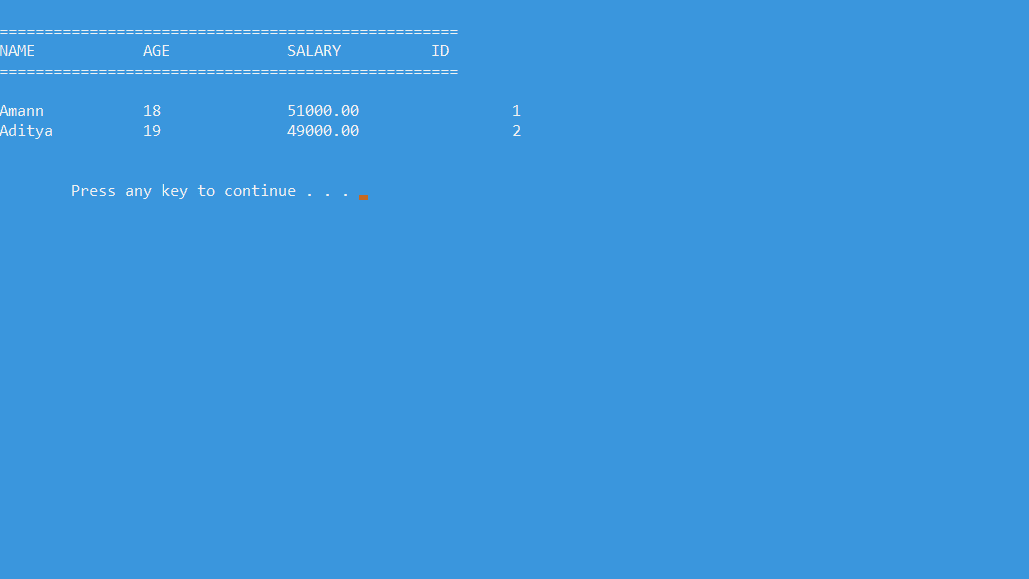 ===================================================
NAME            AGE             SALARY          ID
===================================================
Amann           18              51000.00                 1
Aditya          19              49000.00                 2
Press any key to continue . . .